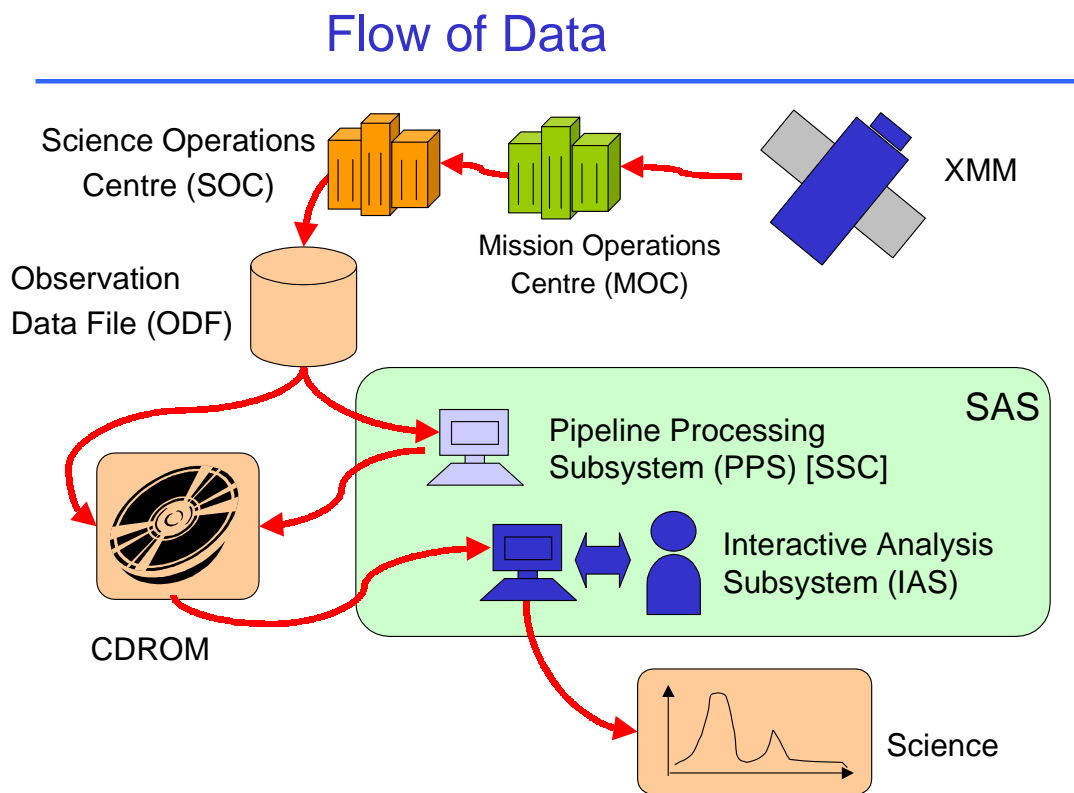 Flow of Data
Science Operations
Centre (SOC)
XMM
Mission Operations
Centre (MOC)
Observation
Data File (ODF)
SAS
Pipeline Processing
Subsystem (PPS) [SSC]
Interactive Analysis
Subsystem (IAS)
CDROM
Science